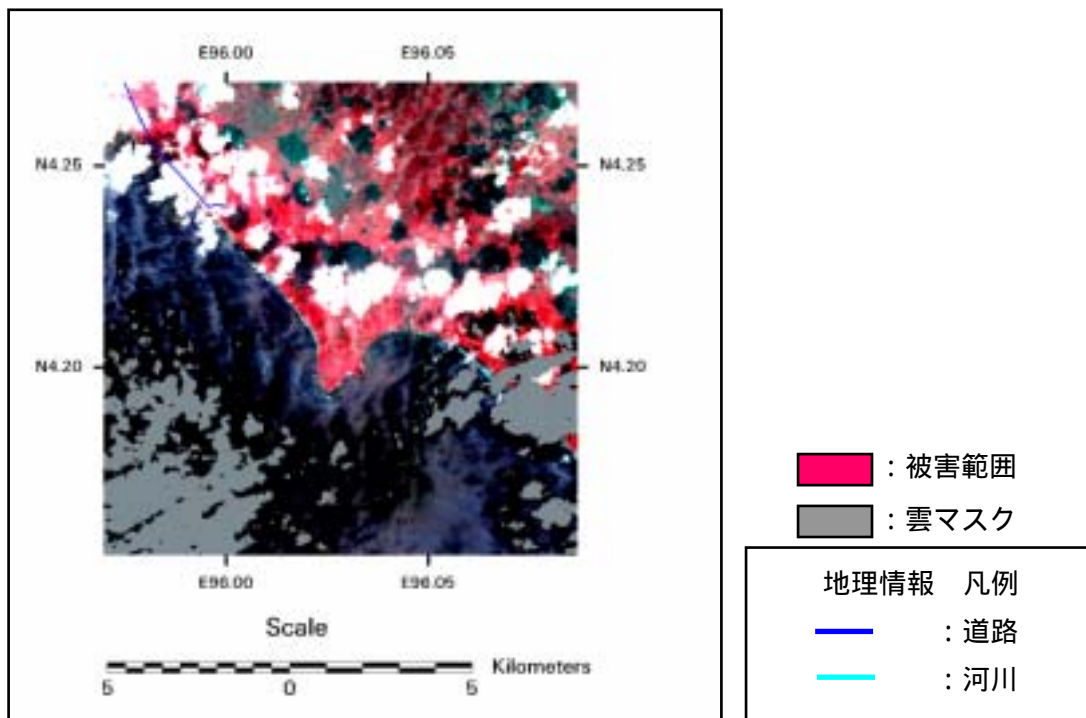 E96.00 E96.05
N4.25 N4.25
N4.20 N4.20
E96.00 E96.05
Scale
Kilometers
5 0 5
：被害範囲
：雲マスク
地理情報 凡例
：道路
：河川